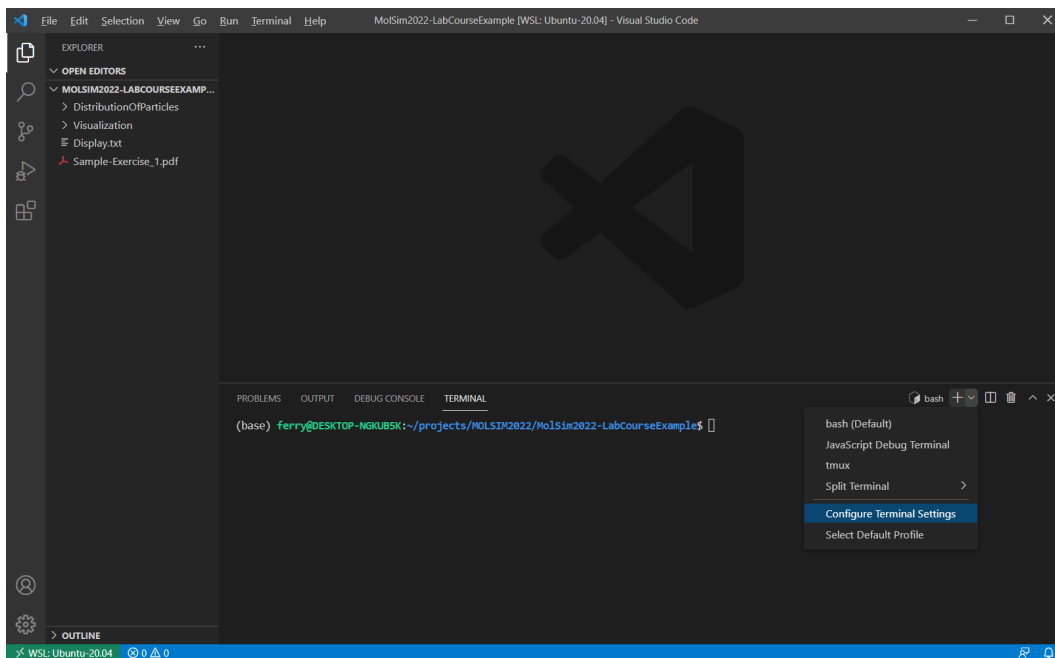 File Edit Selection View Go Run Terminal Help MolSim2022-LabCourseExample [WSL: Ubuntu-20.04] - Visual Studio Code
EXPLORER
OPEN EDITORS
MOLSIM2022-LABCOURSEEXAMP...
DistributionOfParticles
Visualization
Display.txt
Sample-Exercise_1.pdf
PROBLEMS OUTPUT DEBUG CONSOLE TERMINAL bash
(base) ferry@DESKTOP-NGKUB5K:~/projects/MOLSIM2022/MolSim2022-LabCourseExample$
bash (Default)
JavaScript Debug Terminal
tmux
Split Terminal
Configure Terminal Settings
Select Default Profile
OUTLINE
WSL: Ubuntu-20.04 0 0